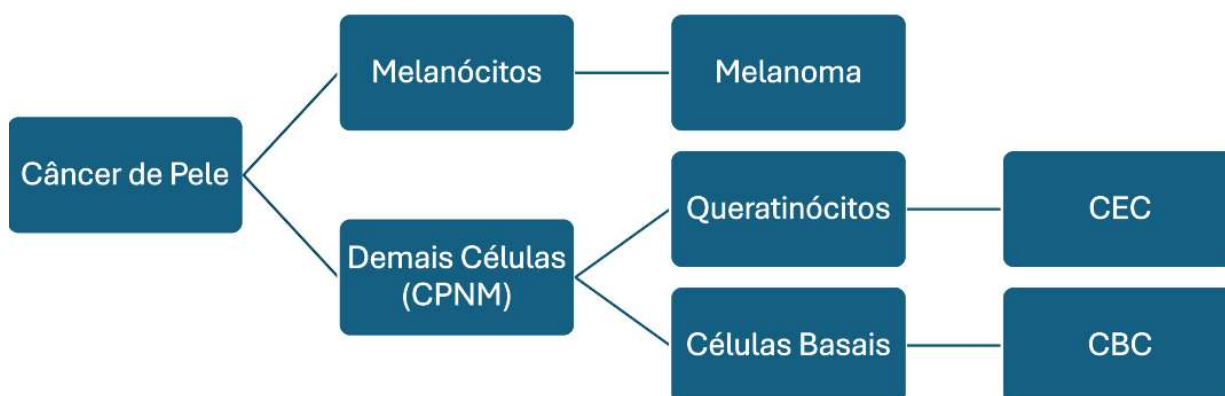 Melanócitos
Melanoma
Câncer de Pele
Queratinócitos
CEC
Demais Células
(CPNM)
Células Basais
CBC